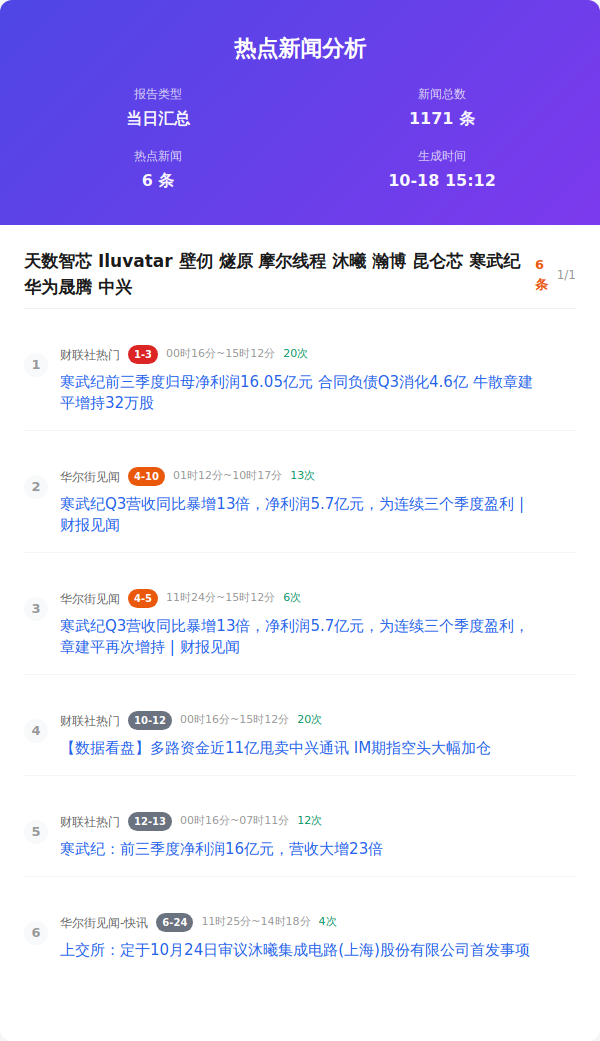 热点新闻分析
报告类型
新闻总数
当日汇总
1171 条
热点新闻
生成时间
6 条
10-18 15:12
天数智芯 Iluvatar 壁仞 燧原 摩尔线程 沐曦 瀚博 昆仑芯 寒武纪
华为晟腾 中兴
6
条
1/1
1
财联社热门 1-3 00时16分~15时12分 20次
寒武纪前三季度归母净利润16.05亿元 合同负债Q3消化4.6亿 牛散章建
平增持32万股
2
华尔街见闻 4-10 01时12分~10时17分 13次
寒武纪Q3营收同比暴增13倍，净利润5.7亿元，为连续三个季度盈利 |
财报见闻
3
华尔街见闻 4-5 11时24分~15时12分 6次
寒武纪Q3营收同比暴增13倍，净利润5.7亿元，为连续三个季度盈利，
章建平再次增持 | 财报见闻
4
财联社热门 10-12 00时16分~15时12分 20次
【数据看盘】多路资金近11亿甩卖中兴通讯 IM期指空头大幅加仓
5
财联社热门 12-13 00时16分~07时11分 12次
寒武纪：前三季度净利润16亿元，营收大增23倍
6
华尔街见闻-快讯 6-24 11时25分~14时18分 4次
上交所：定于10月24日审议沐曦集成电路(上海)股份有限公司首发事项